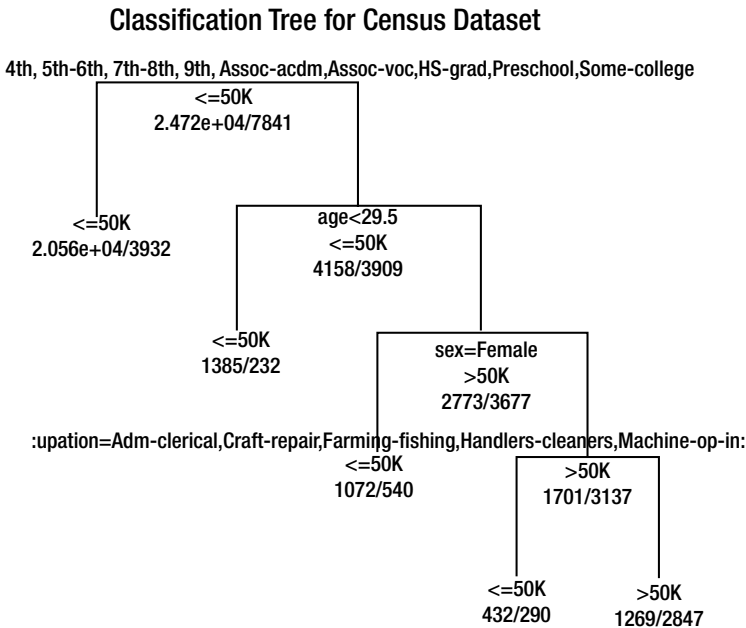 Classification Tree for Census Dataset
4th, 5th-6th, 7th-8th, 9th, Assoc-acdm,Assoc-voc,HS-grad,Preschool,Some-college
<=50K
2.472e+04/7841
<=50K
2.056e+04/3932
age<29.5
<=50K
4158/3909
<=50K
1385/232
sex=Female
>50K
2773/3677
:upation=Adm-clerical,Craft-repair,Farming-fishing,Handlers-cleaners,Machine-op-in:
<=50K
1072/540
>50K
1701/3137
<=50K
432/290
>50K
1269/2847